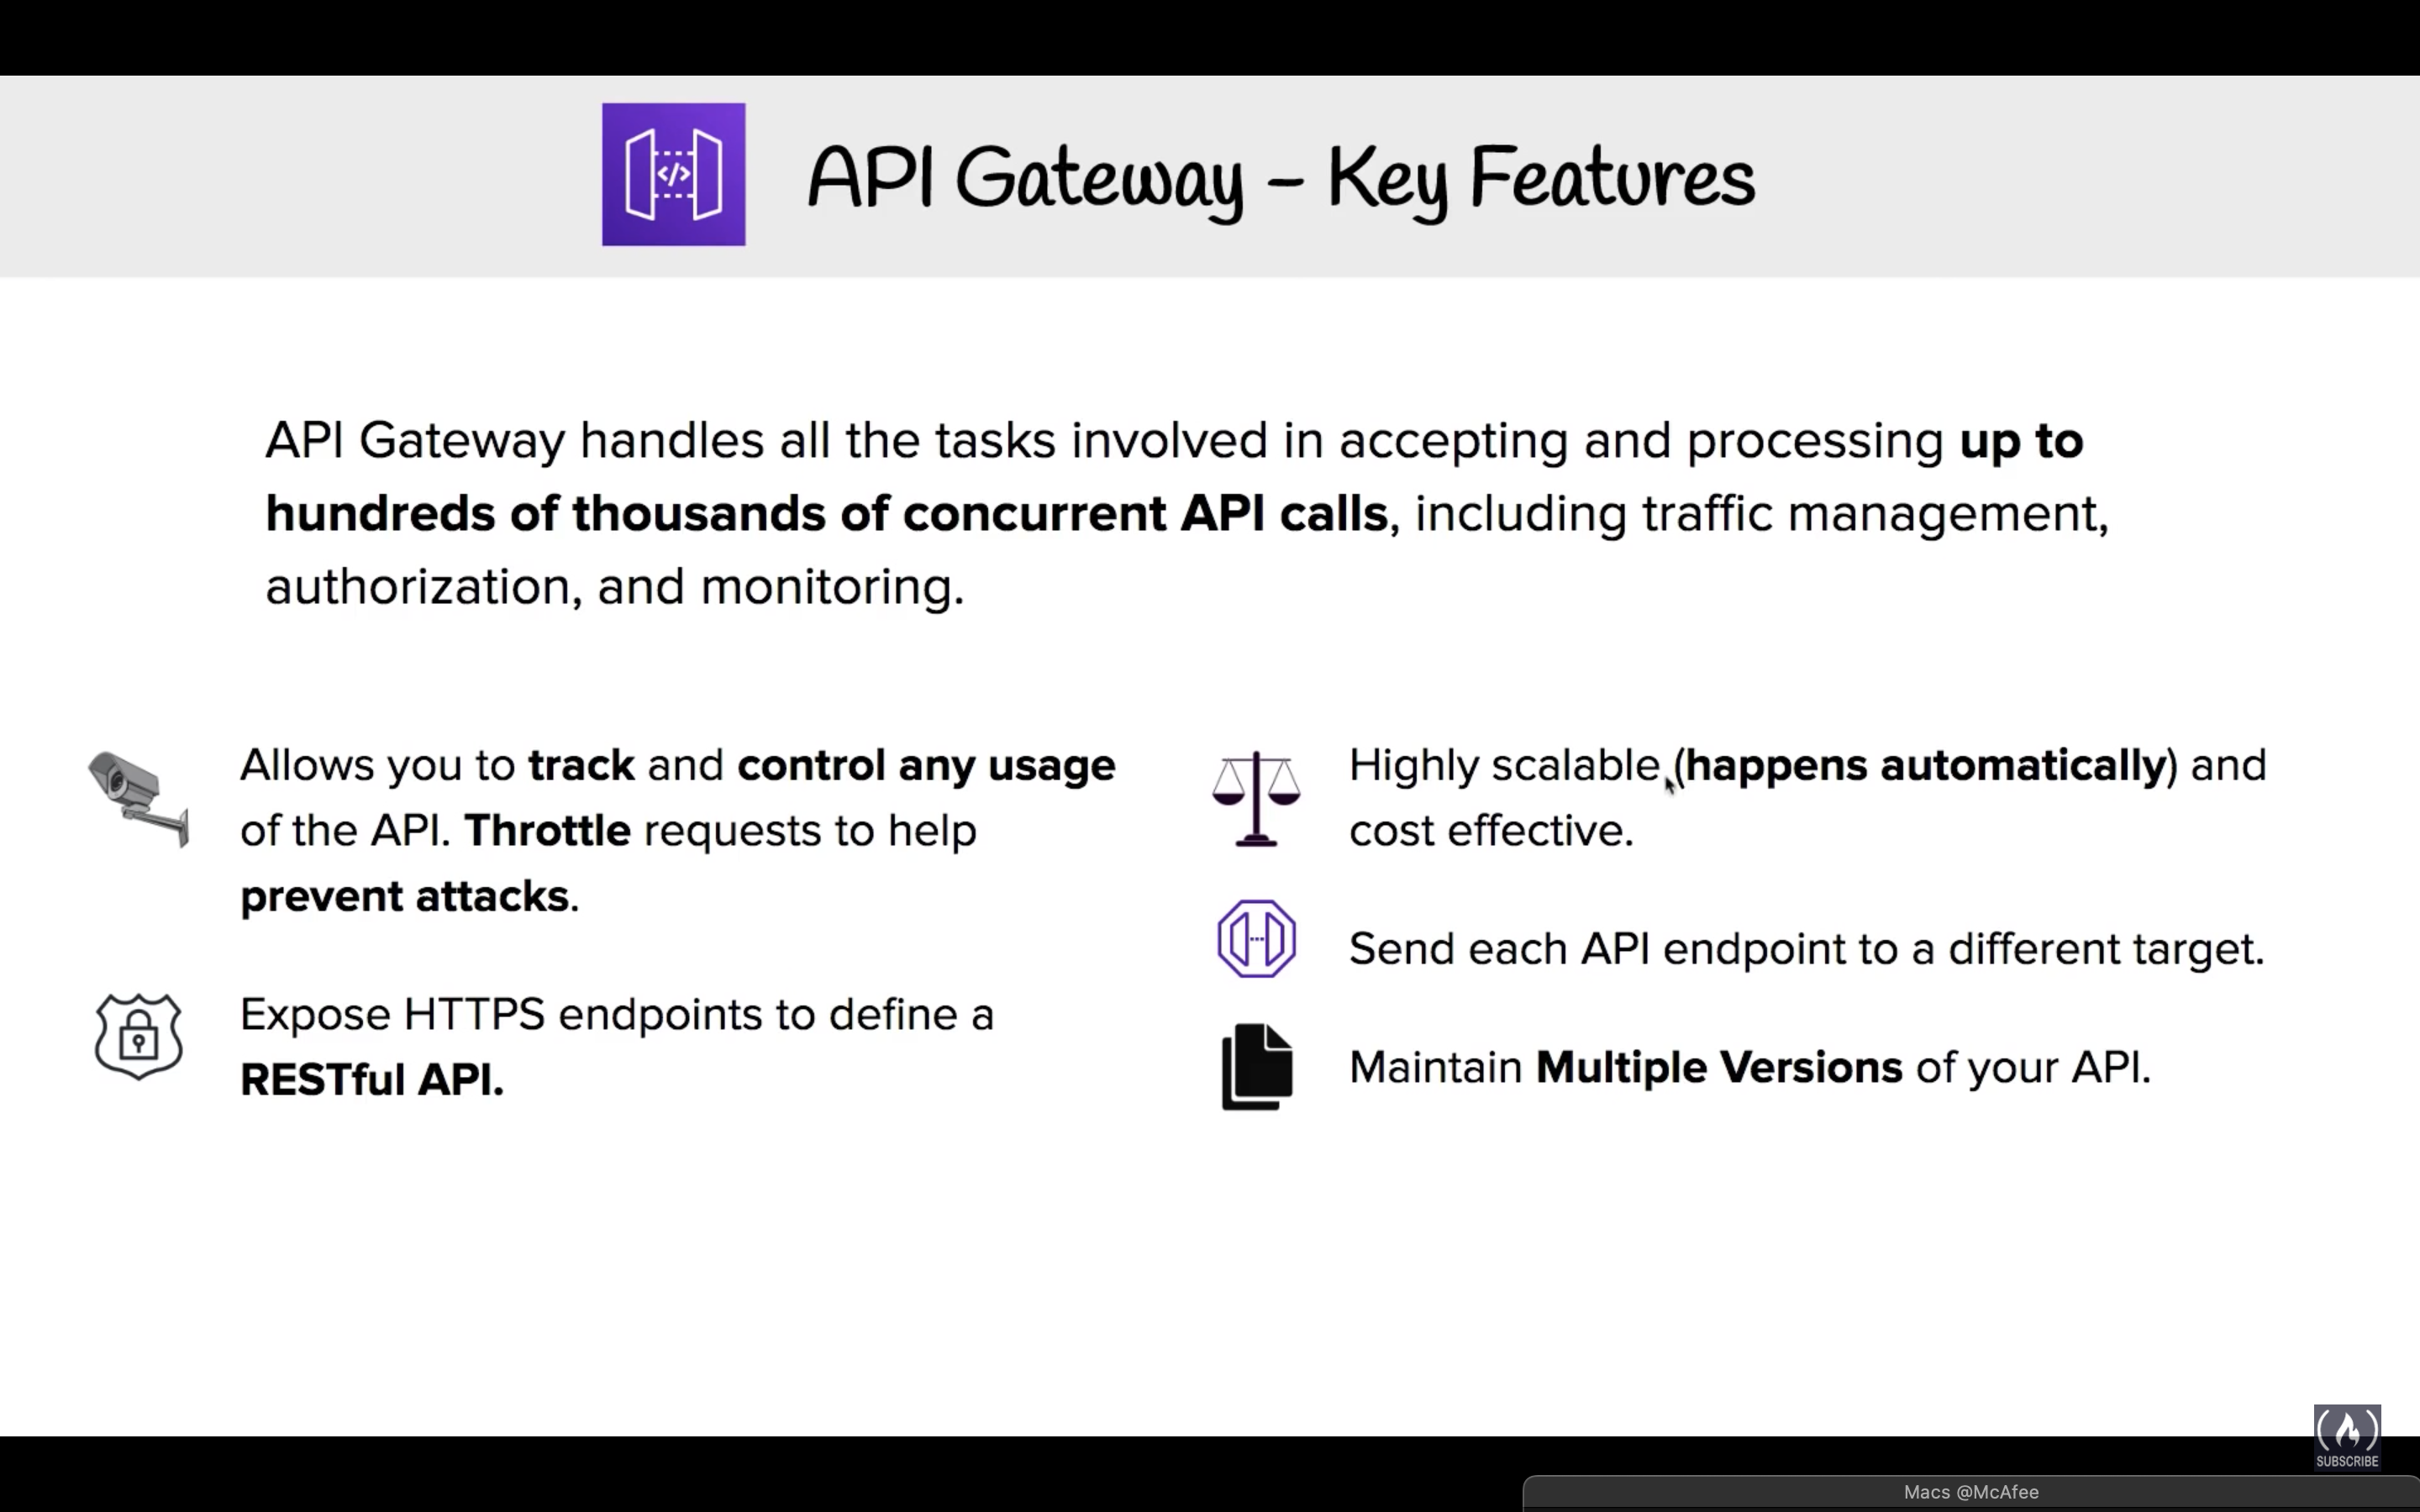 API Gateway – Key Features
API Gateway handles all the tasks involved in accepting and processing up to
hundreds of thousands of concurrent API calls, including traffic management,
authorization, and monitoring.
Allows you to track and control any usage
of the API. Throttle requests to help
prevent attacks.
Expose HTTPS endpoints to define a
RESTful API.
Highly scalable (happens automatically) and
cost effective.
Send each API endpoint to a different target.
Maintain Multiple Versions of your API.
SUBSCRIBE
Macs @McAfee